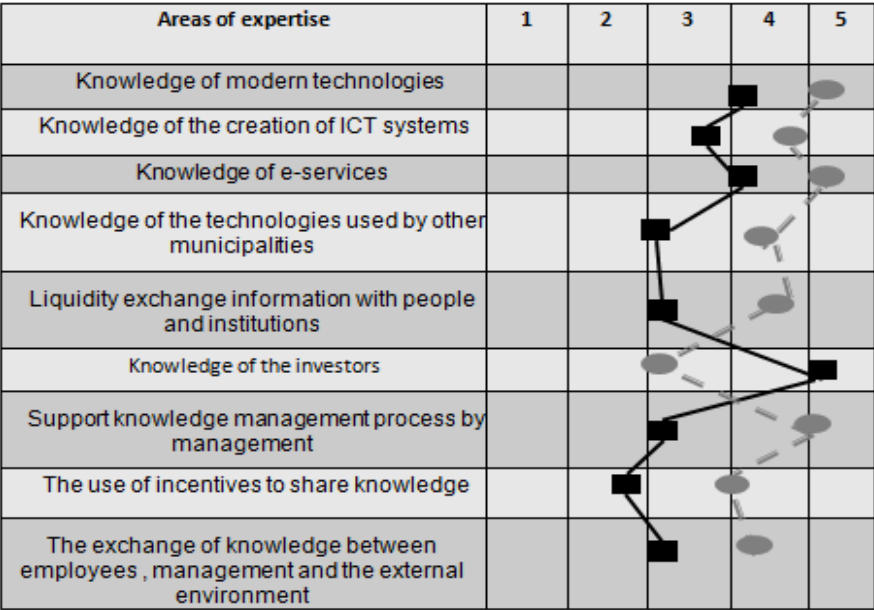 Areas of expertise 1 2 3 4 5
Knowledge of modern technologies
Knowledge of the creation of ICT systems
Knowledge of e-services
Knowledge of the technologies used by other
municipalities
Liquidity exchange information with people
and institutions
Knowledge of the investors
Support knowledge management process by
management
The use of incentives to share knowledge
The exchange of knowledge between
employees , management and the external
environment